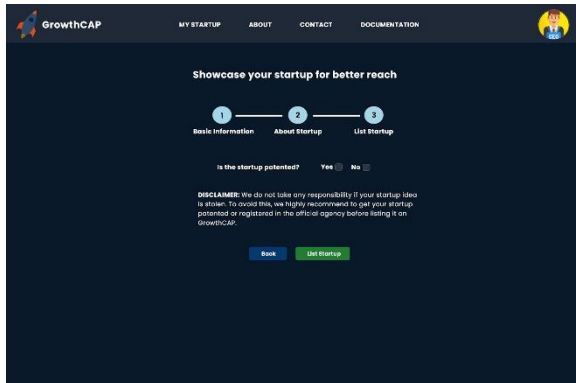 GrowthCAP MY STARTUP ABOUT CONTACT DOCUMENTATION
CEO
Showcase your startup for better reach
1 2 3
Basic Information About Startup List Startup
Is the startup patented? Yes No
DISCLAIMER: We do not take any responsibility if your startup idea
is stolen. To avoid this, we highly recommend to get your startup
patented or registered in the official agency before listing it on
GrowthCAP.
Back List Startup